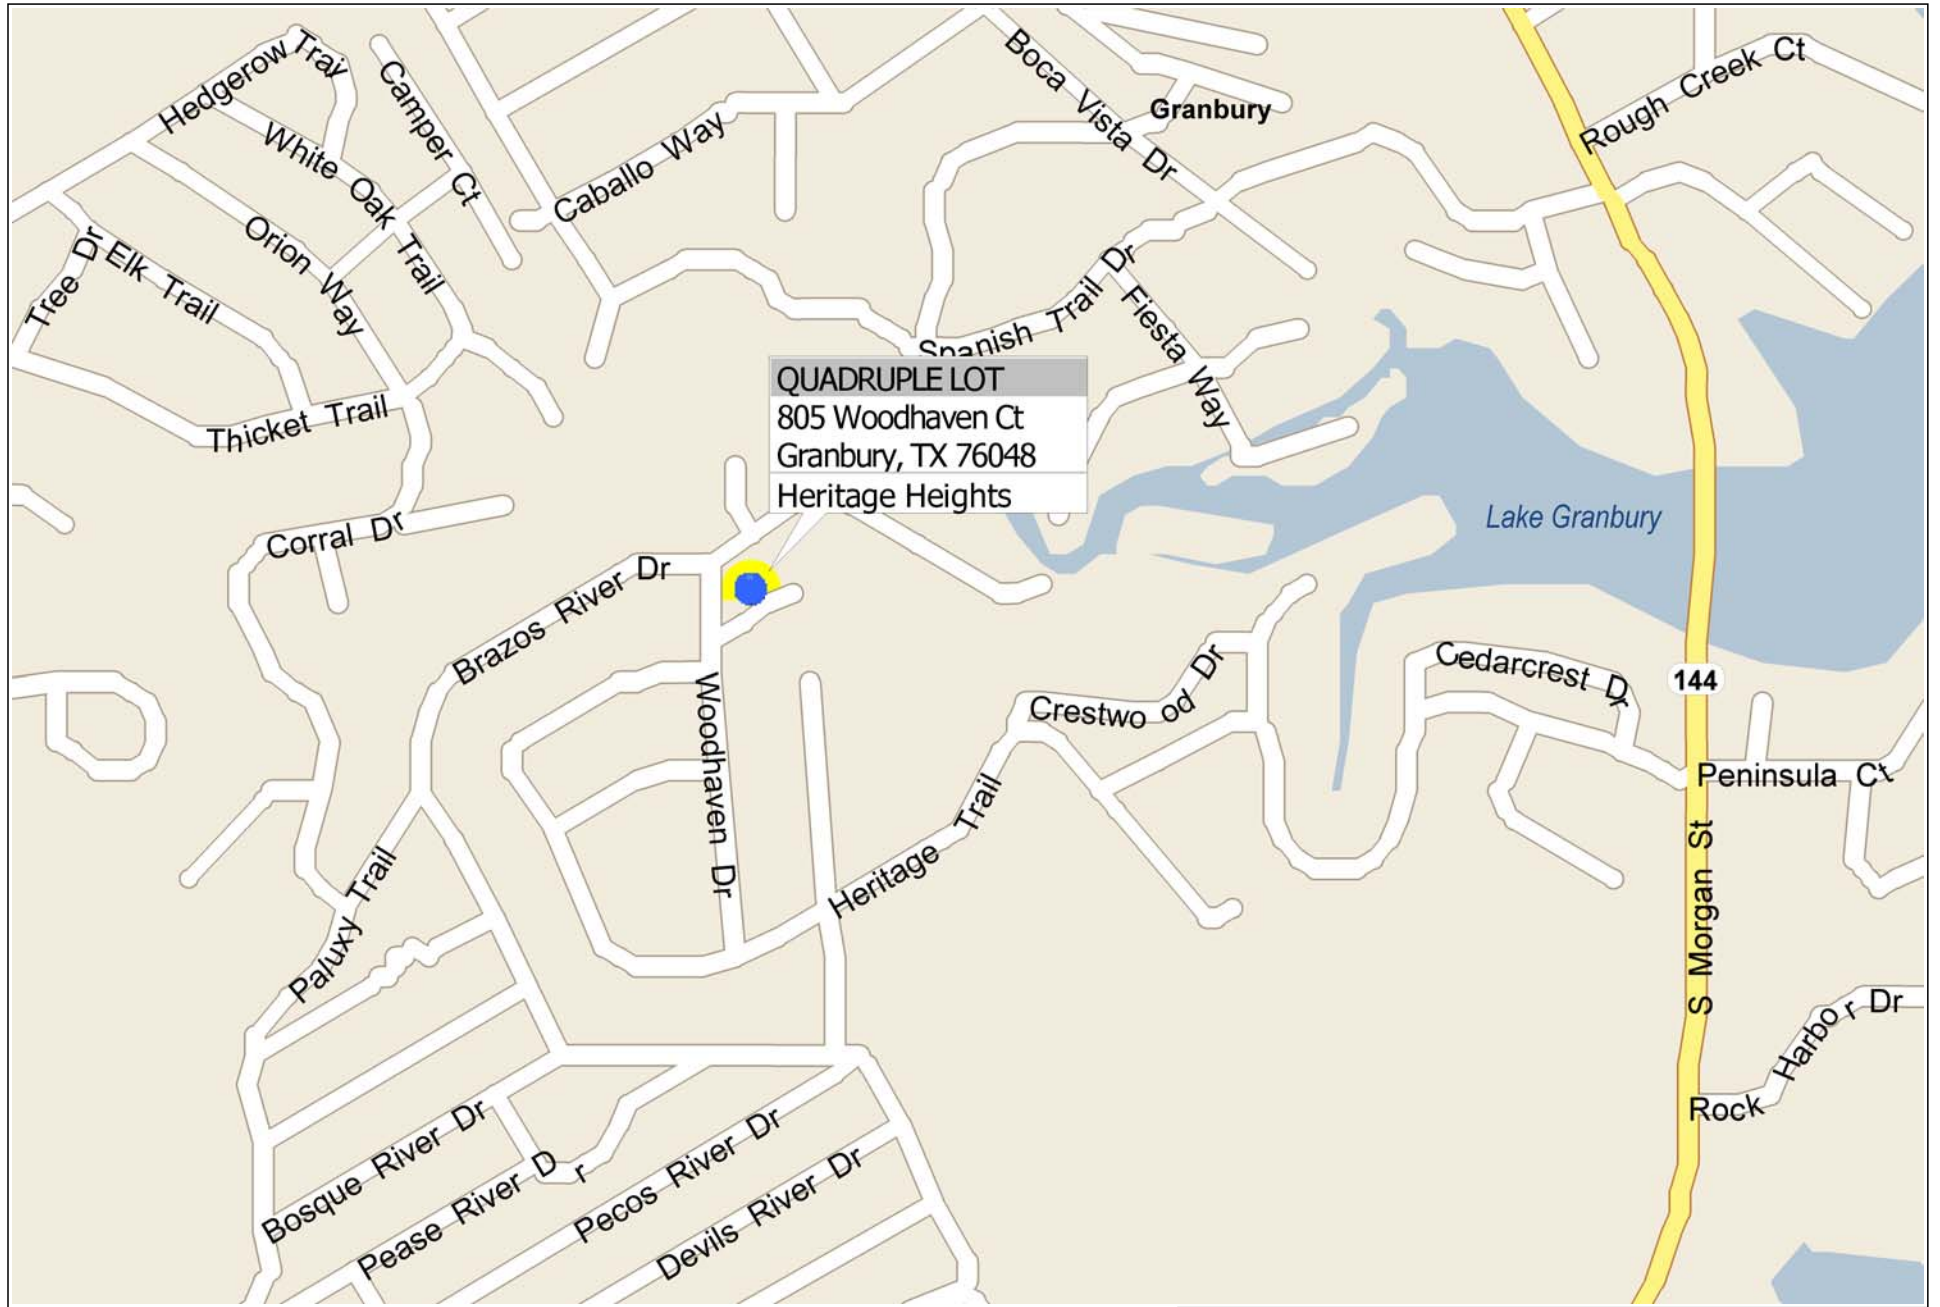 Hedgerow Trail
Camper Ct
White Oak Trail
Orion Way
Elk Trail
Tree Dr
Thicket Trail
Caballo Way
Boca Vista Dr
Granbury
Rough Creek Ct
Spanish Trail Dr
Fiesta Way
QUADRUPLE LOT
805 Woodhaven Ct
Granbury, TX 76048
Heritage Heights
Lake Granbury
Corral Dr
Brazos River Dr
Woodhaven Dr
Crestwood Dr
Cedarcrest Dr
144
Peninsula Ct
Heritage Trail
Paluxy Trail
S Morgan St
Harbor Dr
Rock
Bosque River Dr
Pease River Dr
Pecos River Dr
Devils River Dr